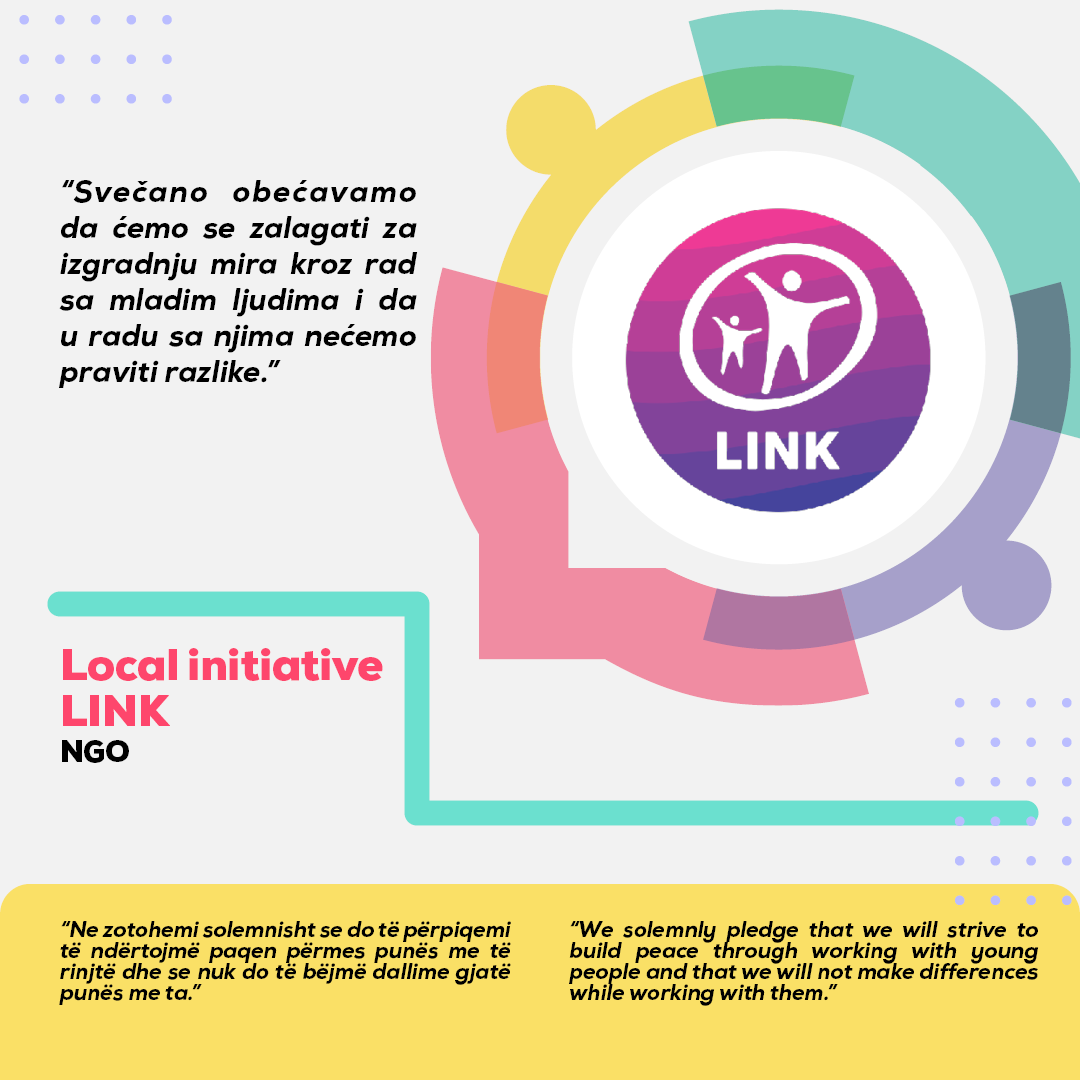 “Svečano obećavamo
da ćemo se zalagati za
izgradnju mira kroz rad
sa mladim ljudima i da
u radu sa njima nećemo
praviti razlike.”
LINK
Local initiative
LINK
NGO
“Ne zotohemi solemnisht se do të përpiqemi
të ndërtojmë paqen përmes punës me të
rinjtë dhe se nuk do të bëjmë dallime gjatë
punës me ta.”
“We solemnly pledge that we will strive to
build peace through working with young
people and that we will not make differences
while working with them.”